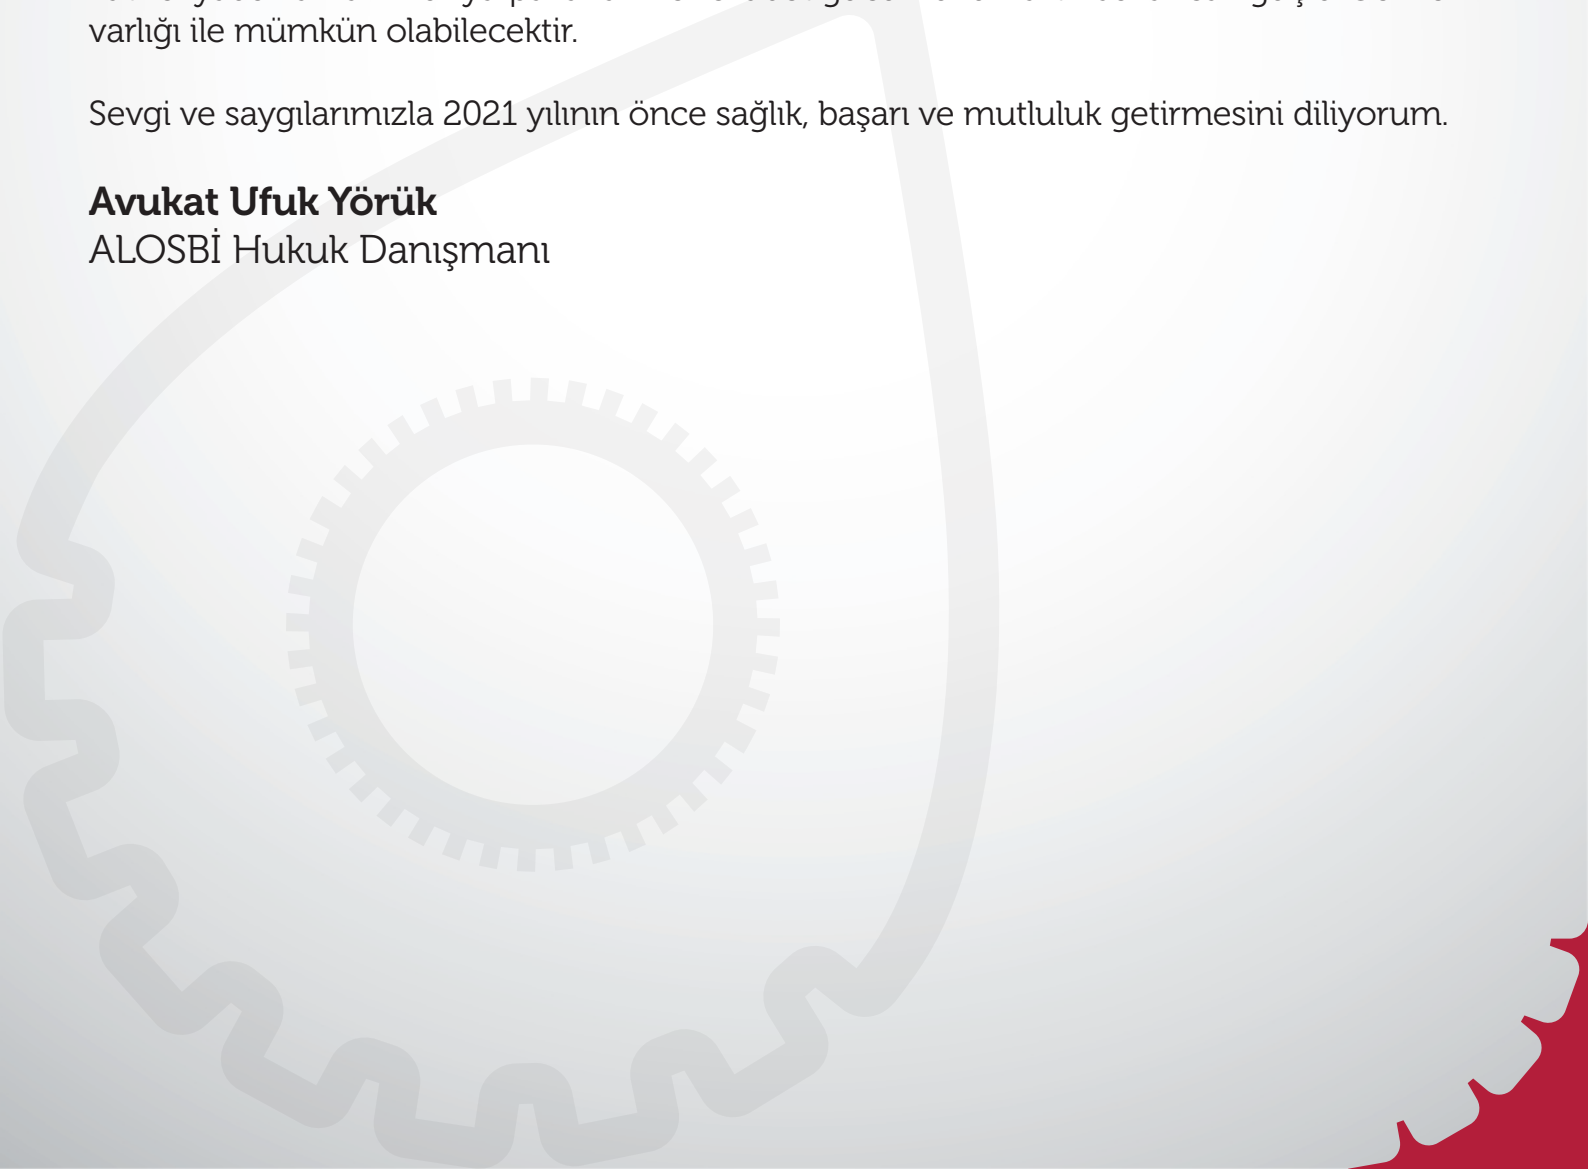 varlığı ile mümkün olabilecektir.
Sevgi ve saygılarımızla 2021 yılının önce sağlık, başarı ve mutluluk getirmesini diliyorum.
Avukat Ufuk Yörük
ALOSBİ Hukuk Danışmanı